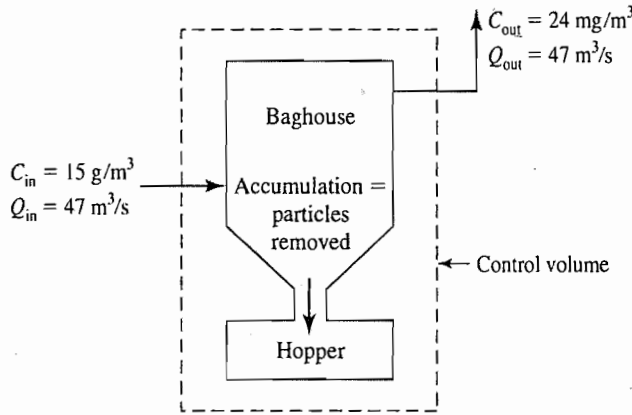 C_out = 24 mg/m³
Q_out = 47 m³/s
Baghouse
C_in = 15 g/m³
Q_in = 47 m³/s
Accumulation =
particles
removed
Control volume
Hopper